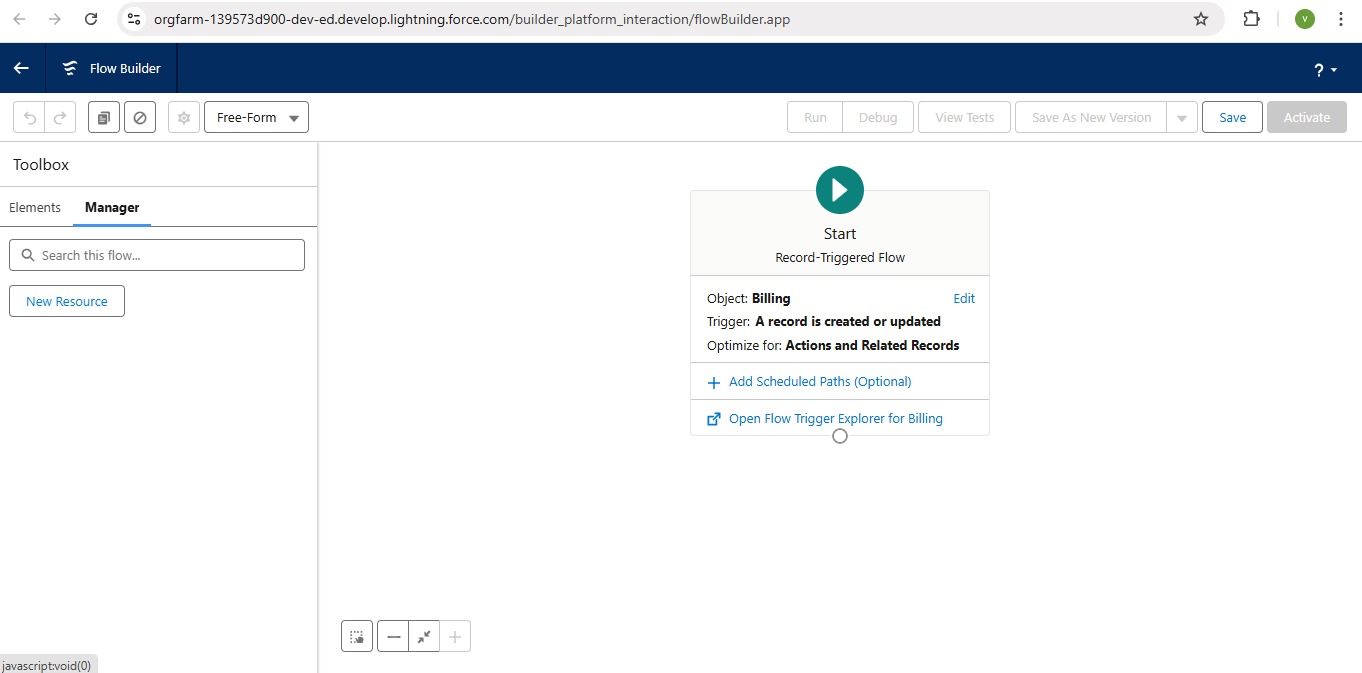 orgfarm-139573d900-dev-ed.develop.lightning.force.com/builder_platform_interaction/flowBuilder.app
V
Flow Builder
?
Free-Form
Run
Debug
View Tests
Save As New Version
Save
Activate
Toolbox
Elements
Manager
Search this flow...
New Resource
Start
Record-Triggered Flow
Object: Billing
Edit
Trigger: A record is created or updated
Optimize for: Actions and Related Records
Add Scheduled Paths (Optional)
Open Flow Trigger Explorer for Billing
javascript:void(0)